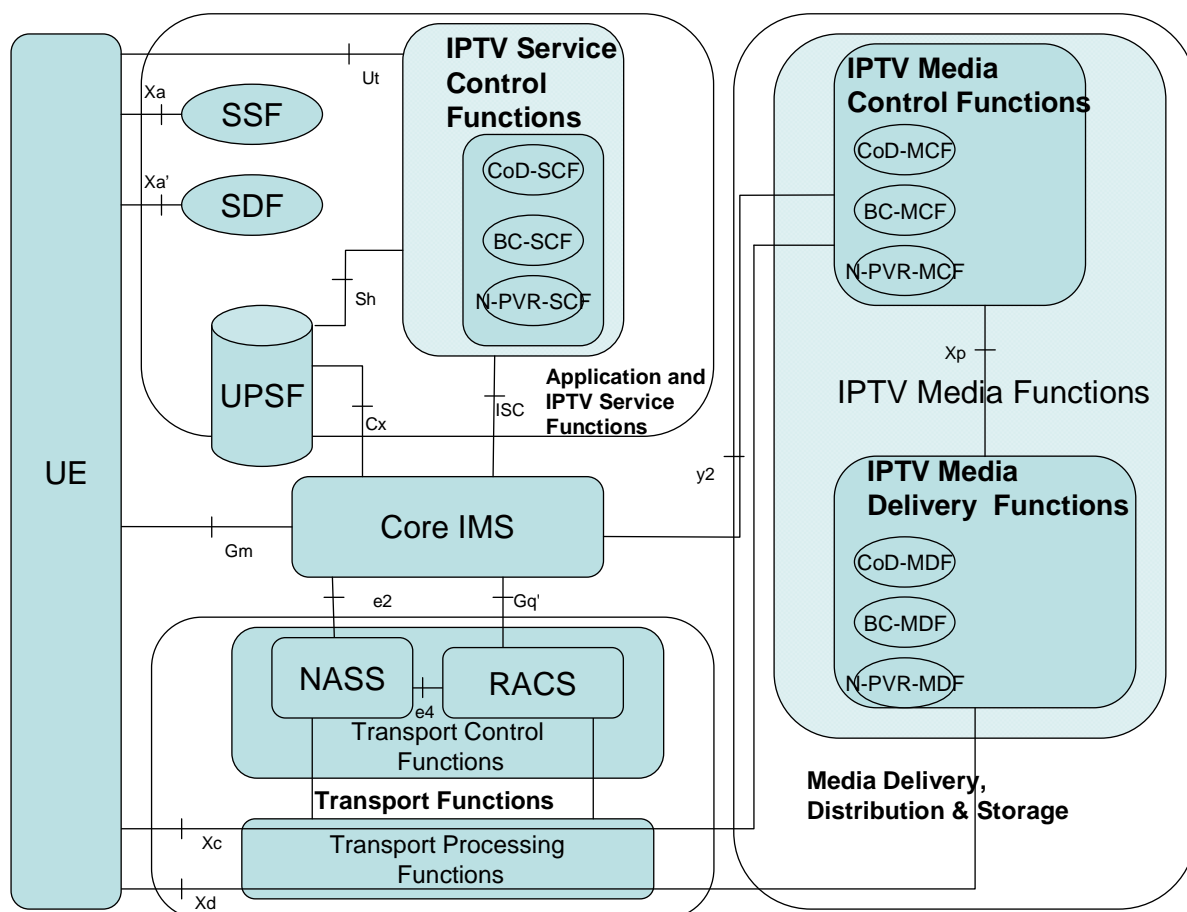 UE
Ut
Xa
SSF
Xa'
SDF
UPSF
Sh
Cx
IPTV Service
Control
Functions
CoD-SCF
BC-SCF
N-PVR-SCF
ISC
Application and
IPTV Service
Functions
Core IMS
Gm
e2
Gq'
y2
NASS
RACS
e4
Transport Control
Functions
Transport Functions
Transport Processing
Functions
Xc
Xd
IPTV Media
Control Functions
CoD-MCF
BC-MCF
N-PVR-MCF
Xp
IPTV Media Functions
IPTV Media
Delivery Functions
CoD-MDF
BC-MDF
N-PVR-MDF
Media Delivery,
Distribution & Storage